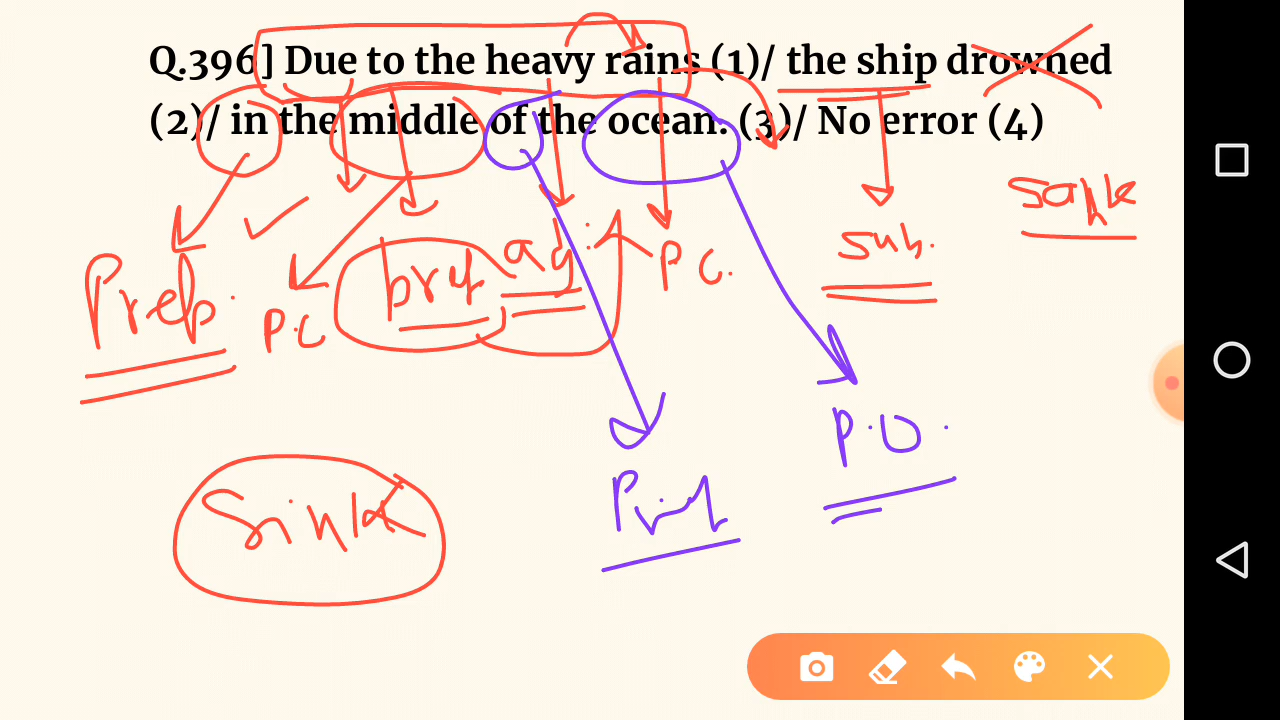 Q.396] Due to the heavy rains (1)/ the ship drowned
(2)/ in the middle of the ocean. (3)/ No error (4)
sank
sub.
Prep.
P.C
adj
P.C.
P.O.
Sink